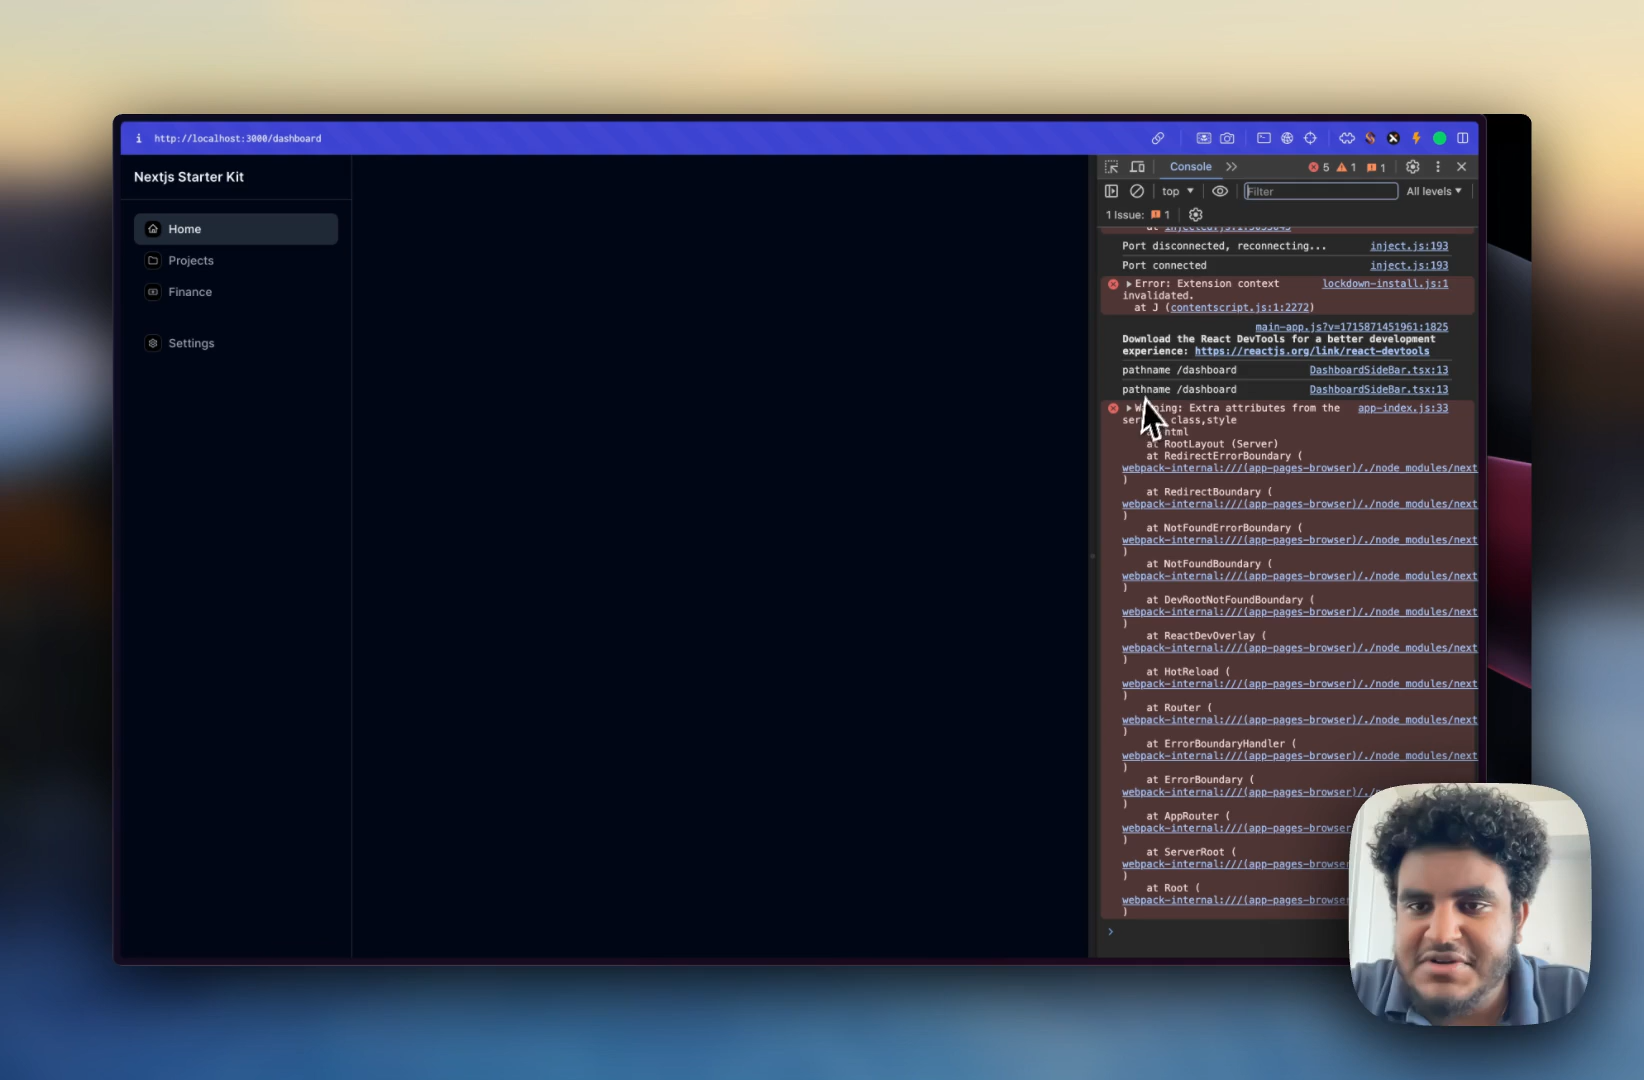 http://localhost:3000/dashboard
Nextjs Starter Kit
Home
Projects
Finance
Settings
Console
5 1 1
top
Filter
All levels
1 Issue: 1
Port disconnected, reconnecting... inject.js:193
Port connected inject.js:193
Error: Extension context lockdown-install.js:1
invalidated.
at J (contentscript.js:1:2272)
main-app.js?v=1715871451961:1825
Download the React DevTools for a better development
experience: https://reactjs.org/link/react-devtools
pathname /dashboard DashboardSideBar.tsx:13
pathname /dashboard DashboardSideBar.tsx:13
Extra attributes from the app-index.js:33
class,style
html
at RootLayout (Server)
at RedirectErrorBoundary (
webpack-internal:///(app-pages-browser)/./node_modules/next
)
at RedirectBoundary (
webpack-internal:///(app-pages-browser)/./node_modules/next
)
at NotFoundErrorBoundary (
webpack-internal:///(app-pages-browser)/./node_modules/next
)
at NotFoundBoundary (
webpack-internal:///(app-pages-browser)/./node_modules/next
)
at DevRootNotFoundBoundary (
webpack-internal:///(app-pages-browser)/./node_modules/next
)
at ReactDevOverlay (
webpack-internal:///(app-pages-browser)/./node_modules/next
)
at HotReload (
webpack-internal:///(app-pages-browser)/./node_modules/next
)
at Router (
webpack-internal:///(app-pages-browser)/./node_modules/next
)
at ErrorBoundaryHandler (
webpack-internal:///(app-pages-browser)/./node_modules/next
)
at ErrorBoundary (
webpack-internal:///(app-pages-browser)/./
)
at AppRouter (
webpack-internal:///(app-pages-browser
)
at ServerRoot (
webpack-internal:///(app-pages-browser
)
at Root (
webpack-internal:///(app-pages-browser
)